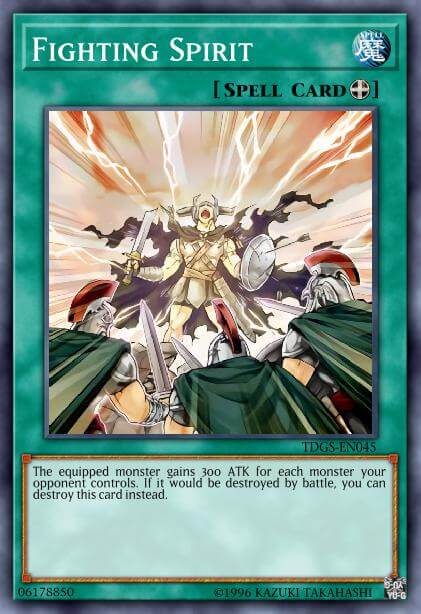 Fighting Spirit
SPELL
魔
[Spell Card]
TDGS-EN045
The equipped monster gains 300 ATK for each monster your
opponent controls. If it would be destroyed by battle, you can
destroy this card instead.
06178850
©1996 KAZUKI TAKAHASHI